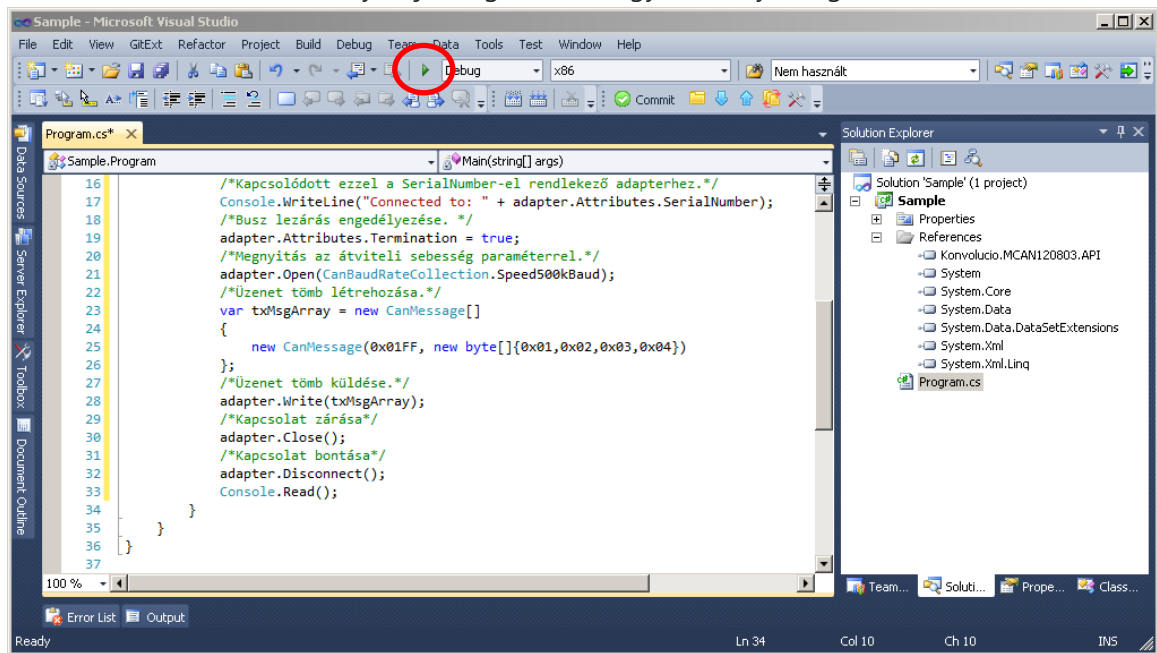 Sample - Microsoft Visual Studio
File Edit View GitExt Refactor Project Build Debug Team Data Tools Test Window Help
Debug x86 Nem használt
Commit
Program.cs*
Sample.Program Main(string[] args)
16 /*Kapcsolódott ezzel a SerialNumber-el rendlekező adapterhez.*/
17 Console.WriteLine("Connected to: " + adapter.Attributes.SerialNumber);
18 /*Busz lezárás engedélyezése. */
19 adapter.Attributes.Termination = true;
20 /*Megnyitás az átviteli sebesség paraméterrel.*/
21 adapter.Open(CanBaudRateCollection.Speed500kBaud);
22 /*Üzenet tömb létrehozása.*/
23 var txMsgArray = new CanMessage[]
24 {
25 new CanMessage(0x01FF, new byte[]{0x01,0x02,0x03,0x04})
26 };
27 /*Üzenet tömb küldése.*/
28 adapter.Write(txMsgArray);
29 /*Kapcsolat zárása*/
30 adapter.Close();
31 /*Kapcsolat bontása*/
32 adapter.Disconnect();
33 Console.Read();
34 }
35 }
36 }
37
100 %
Data Sources
Server Explorer
Toolbox
Document Outline
Solution Explorer
Solution 'Sample' (1 project)
Sample
Properties
References
Konvolucio.MCAN120803.API
System
System.Core
System.Data
System.Data.DataSetExtensions
System.Xml
System.Xml.Linq
Program.cs
Team... Soluti... Prope... Class...
Error List Output
Ready Ln 34 Col 10 Ch 10 INS